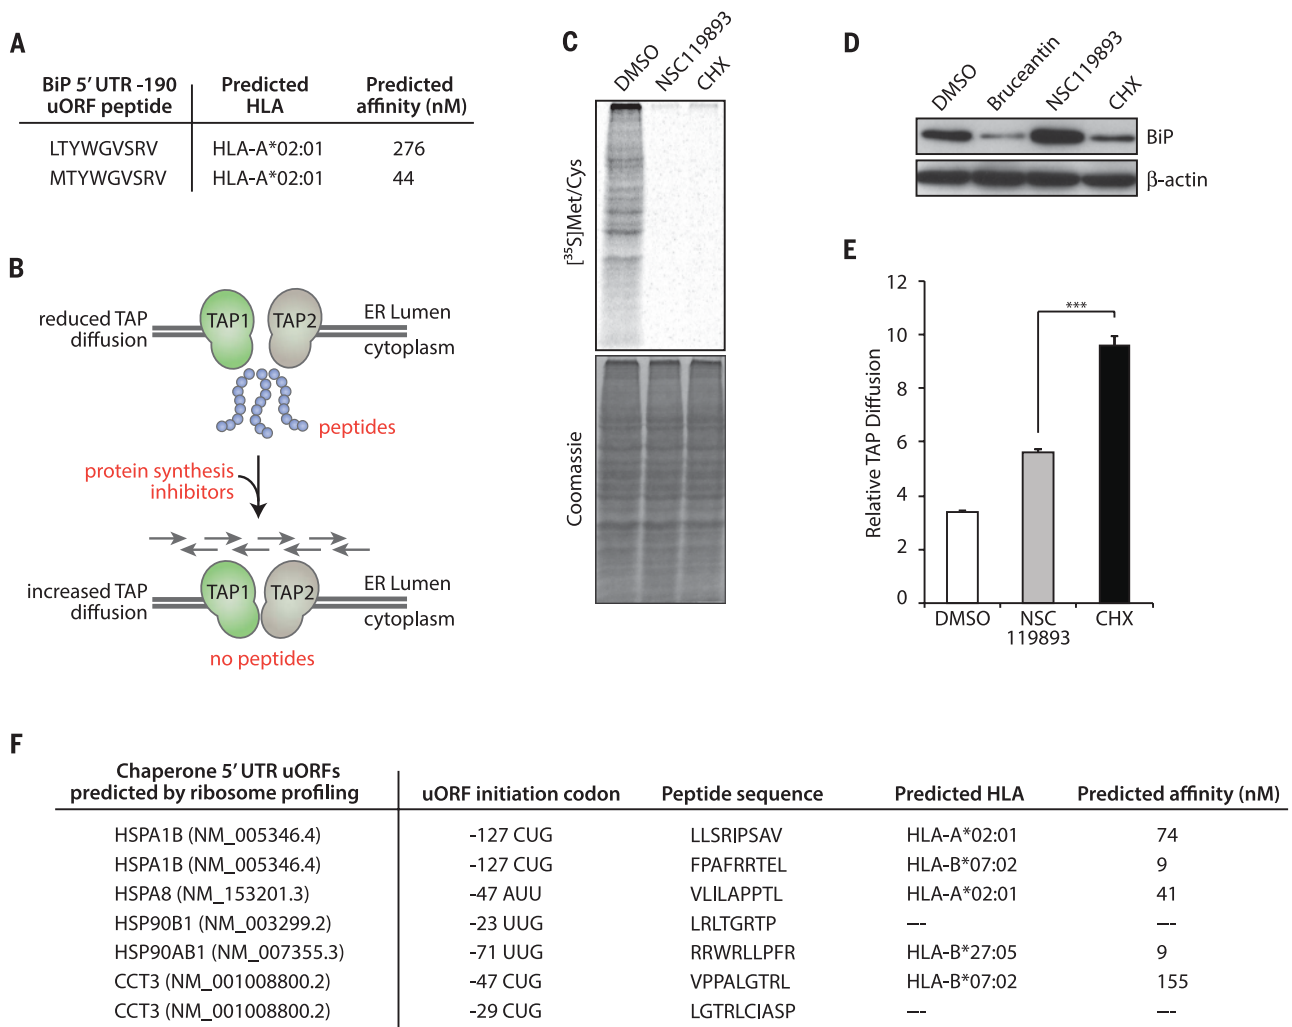 A
BiP 5' UTR -190 uORF peptide
Predicted HLA
Predicted affinity (nM)
LTYWGVSRV HLA-A*02:01 276
MTYWGVSRV HLA-A*02:01 44
B
reduced TAP diffusion
TAP1
TAP2
ER Lumen
cytoplasm
peptides
protein synthesis inhibitors
increased TAP diffusion
TAP1
TAP2
ER Lumen
cytoplasm
no peptides
C
DMSO
NSC119893
CHX
[³⁵S]Met/Cys
Coomassie
D
DMSO
Bruceantin
NSC119893
CHX
BiP
β-actin
E
Relative TAP Diffusion
12
10
8
6
4
2
0
***
DMSO
NSC 119893
CHX
F
Chaperone 5' UTR uORFs predicted by ribosome profiling
uORF initiation codon
Peptide sequence
Predicted HLA
Predicted affinity (nM)
HSPA1B (NM_005346.4) -127 CUG LLSRIPSAV HLA-A*02:01 74
HSPA1B (NM_005346.4) -127 CUG FPAFRRTEL HLA-B*07:02 9
HSPA8 (NM_153201.3) -47 AUU VLILAPPTL HLA-A*02:01 41
HSP90B1 (NM_003299.2) -23 UUG LRLTGRTP --- ---
HSP90AB1 (NM_007355.3) -71 UUG RRWRLLPFR HLA-B*27:05 9
CCT3 (NM_001008800.2) -47 CUG VPPALGTRL HLA-B*07:02 155
CCT3 (NM_001008800.2) -29 CUG LGTRLCIASP --- ---